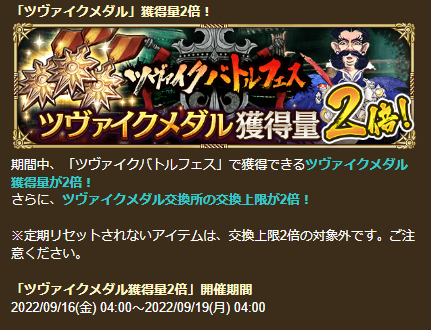 「ツヴァイクメダル」獲得量2倍！
ツヴァイクバトルフェス
ツヴァイクメダル獲得量2倍!
期間中、「ツヴァイクバトルフェス」で獲得できるツヴァイクメダル
獲得量が2倍！
さらに、ツヴァイクメダル交換所の交換上限が2倍！
※定期リセットされないアイテムは、交換上限2倍の対象外です。ご注
意ください。
「ツヴァイクメダル獲得量2倍」開催期間
2022/09/16(金) 04:00～2022/09/19(月) 04:00